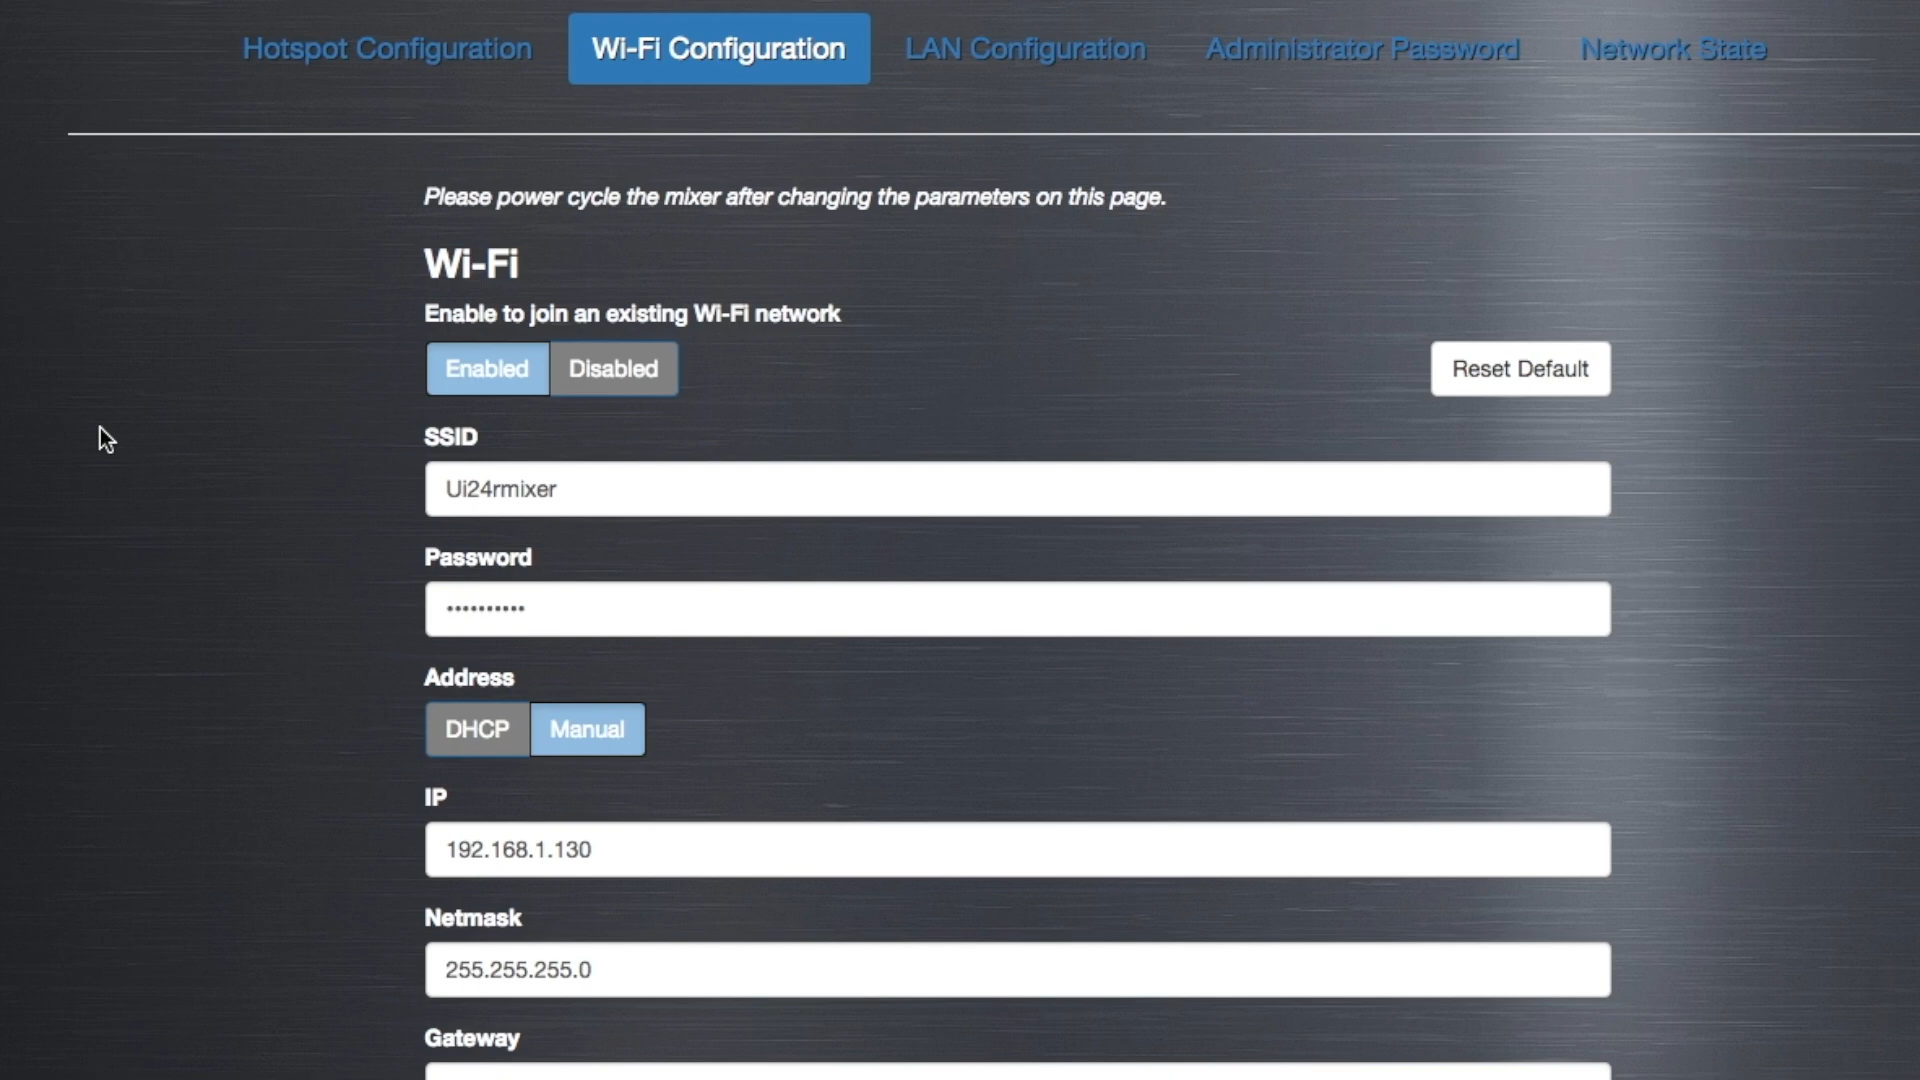 Hotspot Configuration Wi-Fi Configuration LAN Configuration Administrator Password Network State
Please power cycle the mixer after changing the parameters on this page.
Wi-Fi
Enable to join an existing Wi-Fi network
Enabled Disabled Reset Default
SSID
Ui24rmixer
Password
••••••••••
Address
DHCP Manual
IP
192.168.1.130
Netmask
255.255.255.0
Gateway